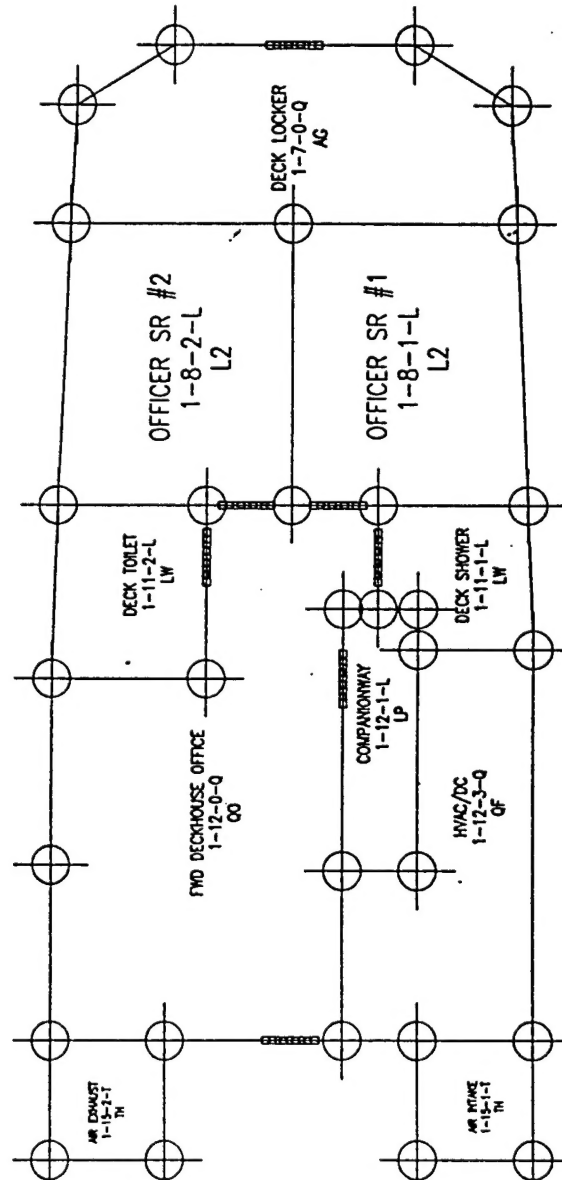 DECK LOCKER
1-7-0-Q
AG
OFFICER SR #2
1-8-2-L
L2
OFFICER SR #1
1-8-1-L
L2
DECK TOILET
1-11-2-L
LW
DECK SHOWER
1-11-1-L
LW
COMPANIONWAY
1-12-1-L
LP
FWD DECKHOUSE OFFICE
1-12-0-Q
QO
HVAC/DC
1-12-3-Q
QF
AIR EXHAUST
1-15-2-T
TH
AIR INTAKE
1-15-1-T
TH